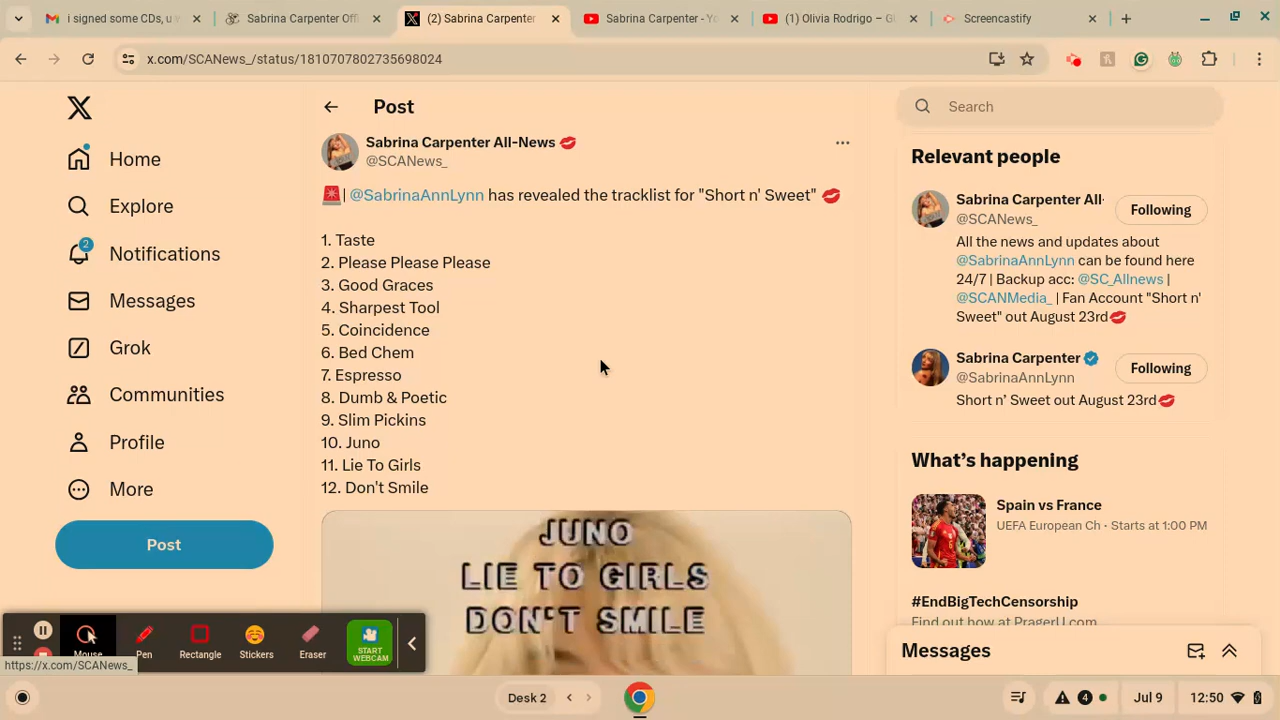 i signed some CDs, u w
Sabrina Carpenter Off
(2) Sabrina Carpenter
Sabrina Carpenter - Yo
(1) Olivia Rodrigo – G
Screencastify
x.com/SCANews_/status/1810707802735698024
Home
Explore
2
Notifications
Messages
Grok
Communities
Profile
More
Post
Post
Sabrina Carpenter All-News 💋
@SCANews_
🚨| @SabrinaAnnLynn has revealed the tracklist for "Short n' Sweet" 💋
1. Taste
2. Please Please Please
3. Good Graces
4. Sharpest Tool
5. Coincidence
6. Bed Chem
7. Espresso
8. Dumb & Poetic
9. Slim Pickins
10. Juno
11. Lie To Girls
12. Don't Smile
JUNO
LIE TO GIRLS
DON'T SMILE
Search
Relevant people
Sabrina Carpenter All-
@SCANews_
Following
All the news and updates about
@SabrinaAnnLynn can be found here
24/7 | Backup acc: @SC_Allnews |
@SCANMedia_ | Fan Account "Short n'
Sweet" out August 23rd💋
Sabrina Carpenter
@SabrinaAnnLynn
Following
Short n' Sweet out August 23rd💋
What's happening
Spain vs France
UEFA European Ch · Starts at 1:00 PM
#EndBigTechCensorship
Find out how at PragerU.com
Messages
Mouse
Pen
Rectangle
Stickers
Eraser
START
WEBCAM
https://x.com/SCANews_
Desk 2
4
Jul 9
12:50